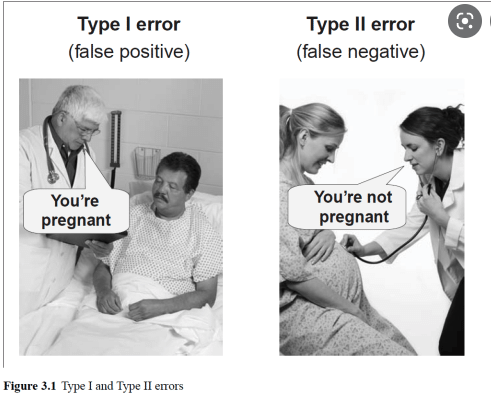 Type I error
(false positive)
You're
pregnant
Type II error
(false negative)
You're not
pregnant
Figure 3.1 Type I and Type II errors